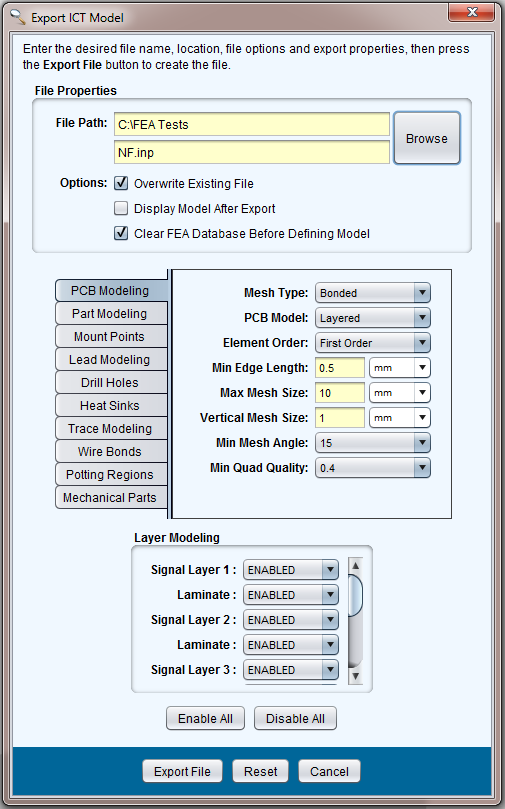 Export ICT Model
Enter the desired file name, location, file options and export properties, then press
the Export File button to create the file.
File Properties
File Path: C:\FEA Tests
NF.inp
Browse
Options: Overwrite Existing File
Display Model After Export
Clear FEA Database Before Defining Model
PCB Modeling
Part Modeling
Mount Points
Lead Modeling
Drill Holes
Heat Sinks
Trace Modeling
Wire Bonds
Potting Regions
Mechanical Parts
Mesh Type: Bonded
PCB Model: Layered
Element Order: First Order
Min Edge Length: 0.5 mm
Max Mesh Size: 10 mm
Vertical Mesh Size: 1 mm
Min Mesh Angle: 15
Min Quad Quality: 0.4
Layer Modeling
Signal Layer 1 : ENABLED
Laminate : ENABLED
Signal Layer 2 : ENABLED
Laminate : ENABLED
Signal Layer 3 : ENABLED
Enable All Disable All
Export File Reset Cancel